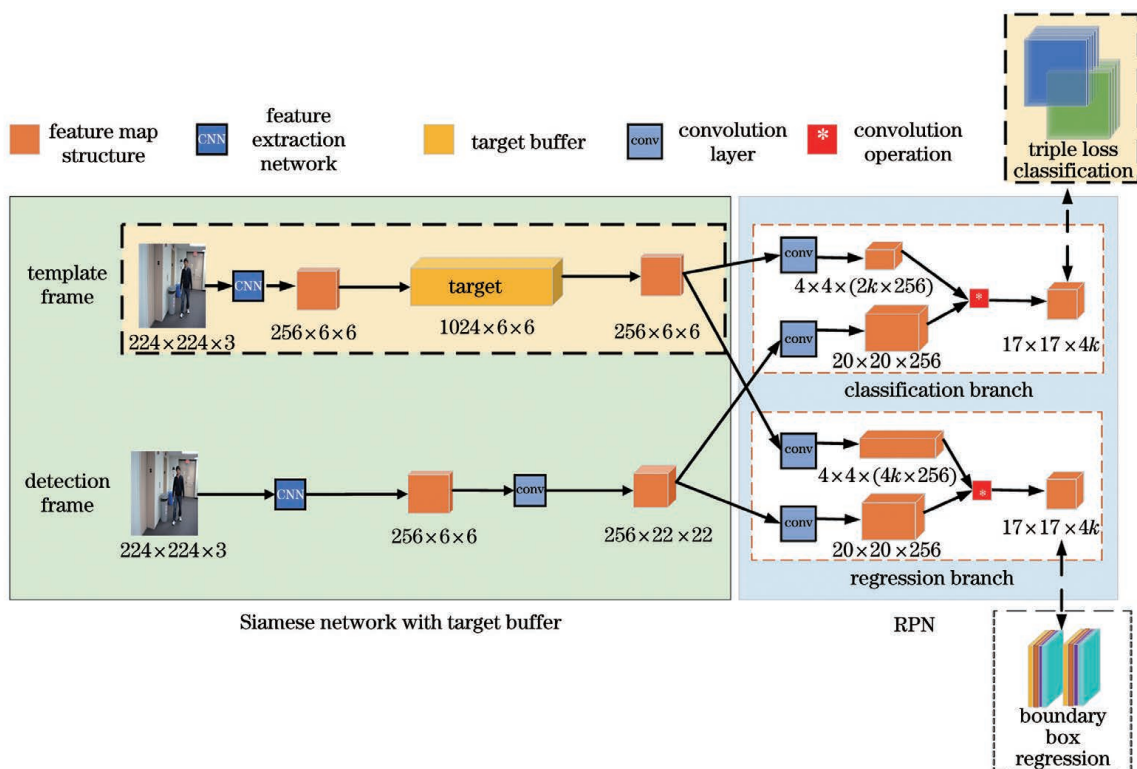 feature map
structure
CNN
feature
extraction
network
target buffer
conv
convolution
layer
*
convolution
operation
triple loss
classification
template
frame
224×224×3
CNN
256×6×6
target
1024×6×6
256×6×6
detection
frame
224×224×3
CNN
256×6×6
conv
256×22×22
Siamese network with target buffer
conv
4×4×(2k×256)
conv
20×20×256
*
17×17×4k
classification branch
conv
4×4×(4k×256)
conv
20×20×256
*
17×17×4k
regression branch
RPN
boundary
box
regression